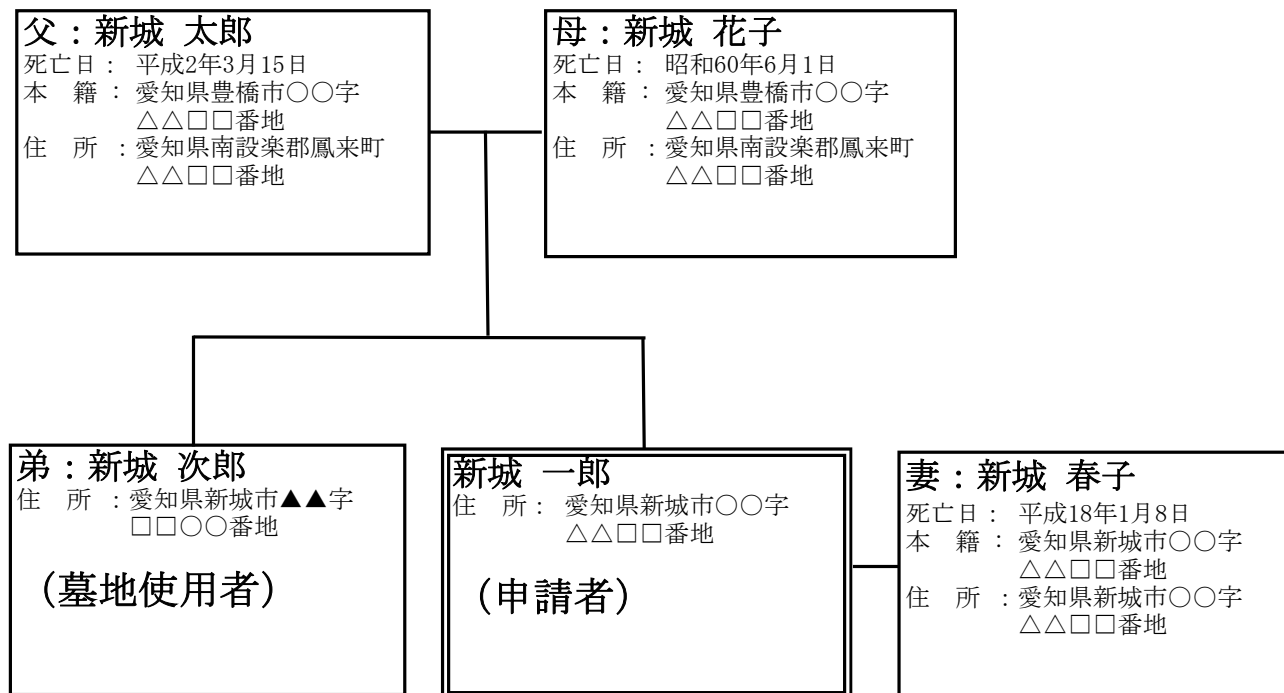 父：新城 太郎
死亡日： 平成2年3月15日
本 籍 ： 愛知県豊橋市○○字
△△□□番地
住 所 ：愛知県南設楽郡鳳来町
△△□□番地
母：新城 花子
死亡日： 昭和60年6月1日
本 籍 ： 愛知県豊橋市○○字
△△□□番地
住 所 ：愛知県南設楽郡鳳来町
△△□□番地
弟：新城 次郎
住 所 ：愛知県新城市▲▲字
□□○○番地
（墓地使用者）
新城 一郎
住 所： 愛知県新城市○○字
△△□□番地
（申請者）
妻：新城 春子
死亡日： 平成18年1月8日
本 籍 ： 愛知県新城市○○字
△△□□番地
住 所 ：愛知県新城市○○字
△△□□番地